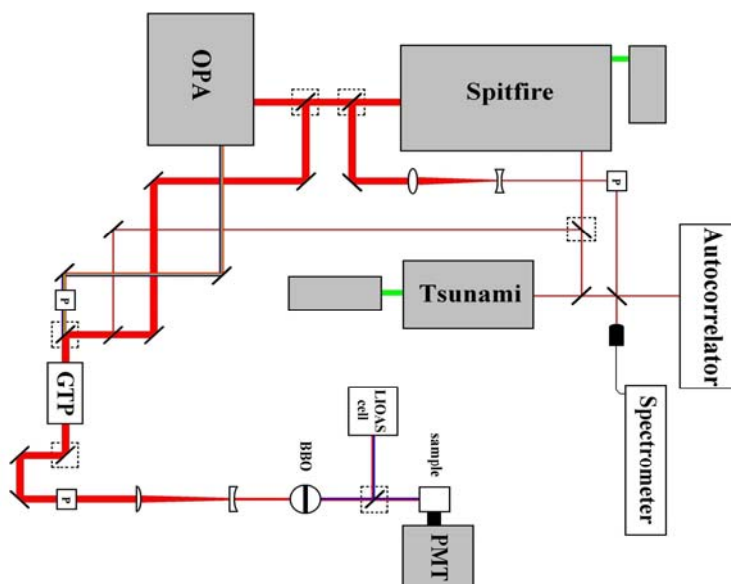 OPA
Spitfire
P
Autocorrelator
Tsunami
P
GTP
LIOAS
cell
Spectrometer
BBO
sample
P
PMT